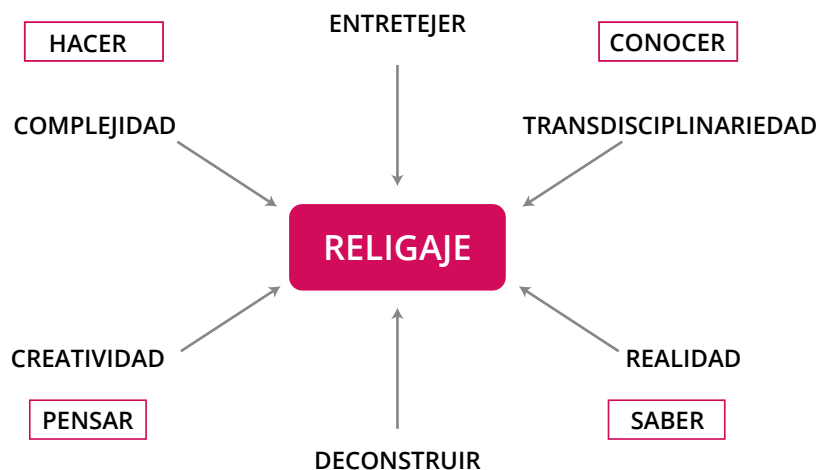 HACER
ENTRETEJER
CONOCER
COMPLEJIDAD
TRANSDISCIPLINARIEDAD
RELIGAJE
CREATIVIDAD
REALIDAD
PENSAR
SABER
DECONSTRUIR